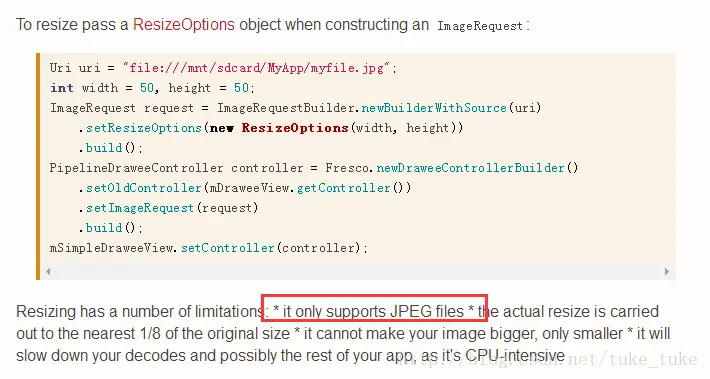 To resize pass a ResizeOptions object when constructing an ImageRequest:
Uri uri = "file:///mnt/sdcard/MyApp/myfile.jpg";
int width = 50, height = 50;
ImageRequest request = ImageRequestBuilder.newBuilderWithSource(uri)
.setResizeOptions(new ResizeOptions(width, height))
.build();
PipelineDraweeController controller = Fresco.newDraweeControllerBuilder()
.setOldController(mDraweeView.getController())
.setImageRequest(request)
.build();
mSimpleDraweeView.setController(controller);
Resizing has a number of limitations: * it only supports JPEG files * the actual resize is carried
out to the nearest 1/8 of the original size * it cannot make your image bigger, only smaller * it will
slow down your decodes and possibly the rest of your app, as it's CPU-intensive
http://blog.csdn.net/tuke_tuke